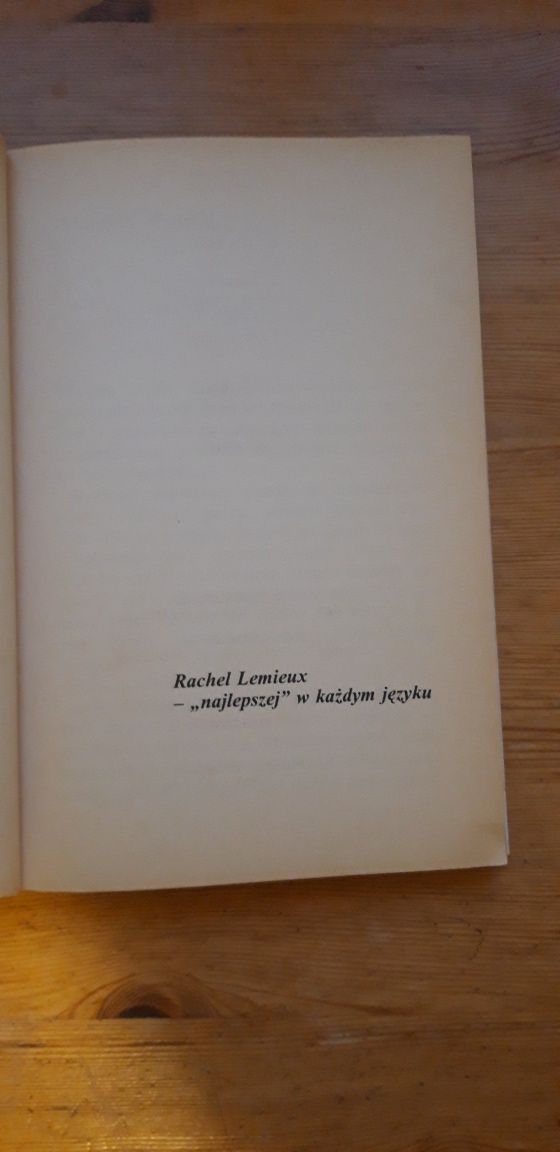 Rachel Lemieux
– „najlepszej” w każdym języku